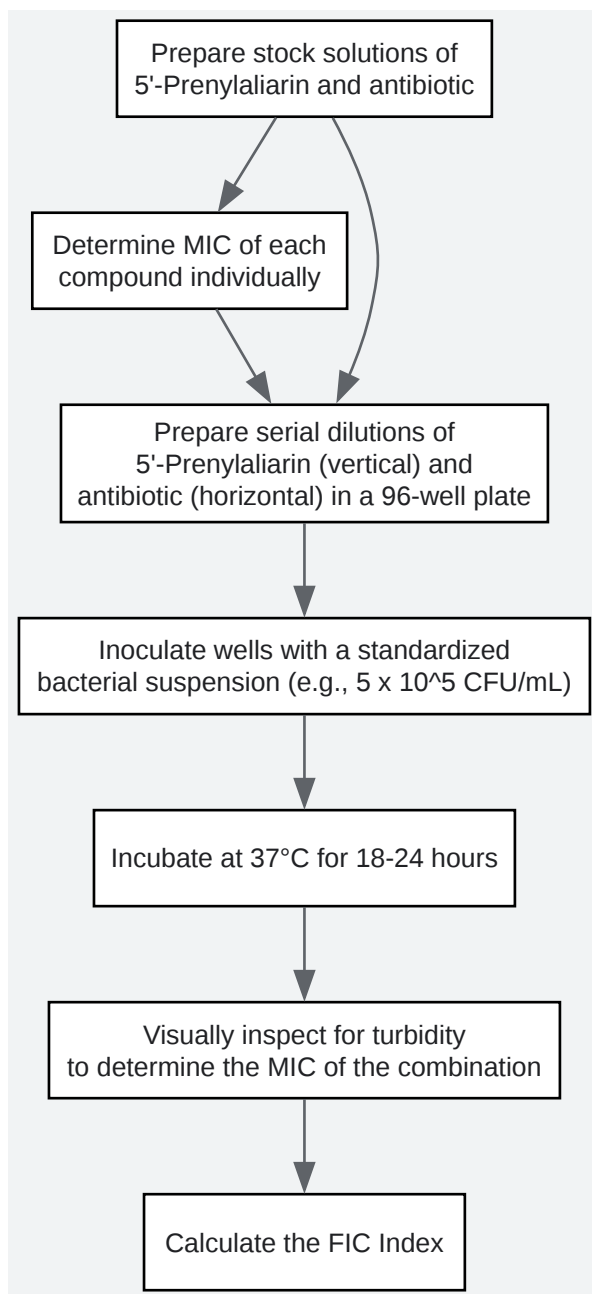 Prepare stock solutions of
5'-Prenylaliarin and antibiotic
Determine MIC of each
compound individually
Prepare serial dilutions of
5'-Prenylaliarin (vertical) and
antibiotic (horizontal) in a 96-well plate
Inoculate wells with a standardized
bacterial suspension (e.g., 5 x 10^5 CFU/mL)
Incubate at 37°C for 18-24 hours
Visually inspect for turbidity
to determine the MIC of the combination
Calculate the FIC Index